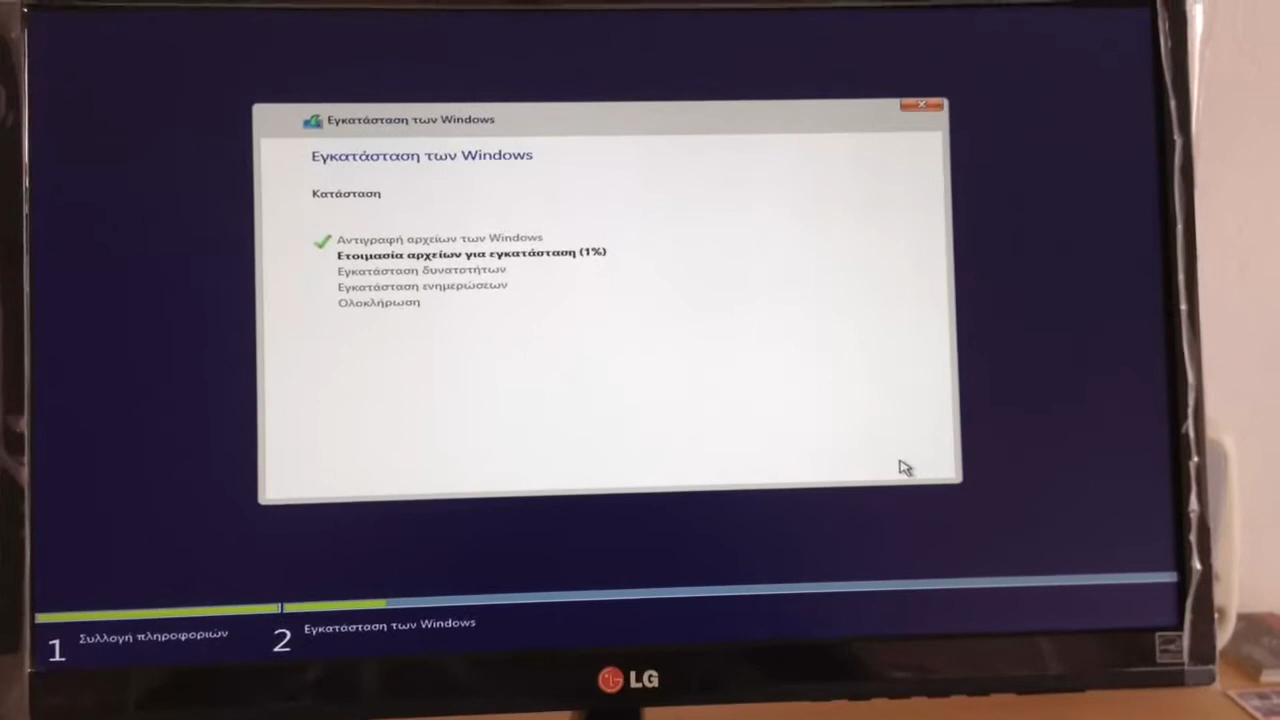 Εγκατάσταση των Windows
Εγκατάσταση των Windows
Κατάσταση
Αντιγραφή αρχείων των Windows
Ετοιμασία αρχείων για εγκατάσταση (1%)
Εγκατάσταση δυνατοτήτων
Εγκατάσταση ενημερώσεων
Ολοκλήρωση
1 Συλλογή πληροφοριών
2 Εγκατάσταση των Windows
LG